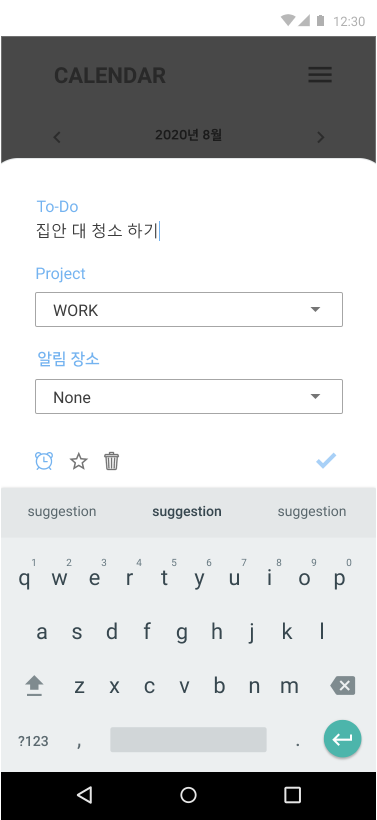 12:30
CALENDAR
2020년 8월
To-Do
집안 대 청소 하기
Project
WORK
알림 장소
None
suggestion suggestion suggestion
1 2 3 4 5 6 7 8 9 0
q w e r t y u i o p
a s d f g h j k l
z x c v b n m
?123 , .